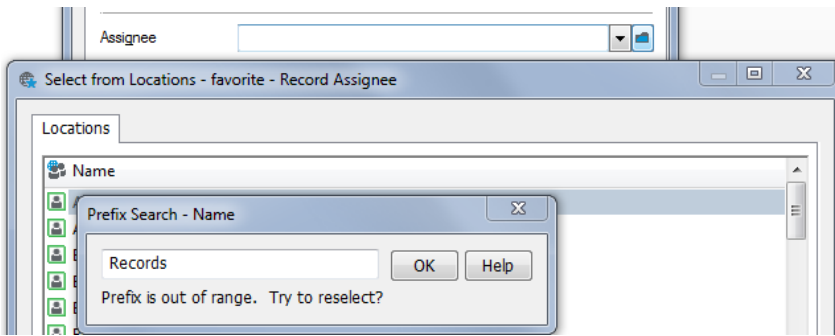 Assignee
Select from Locations - favorite - Record Assignee
Locations
Name
Prefix Search - Name
Records
OK
Help
Prefix is out of range. Try to reselect?